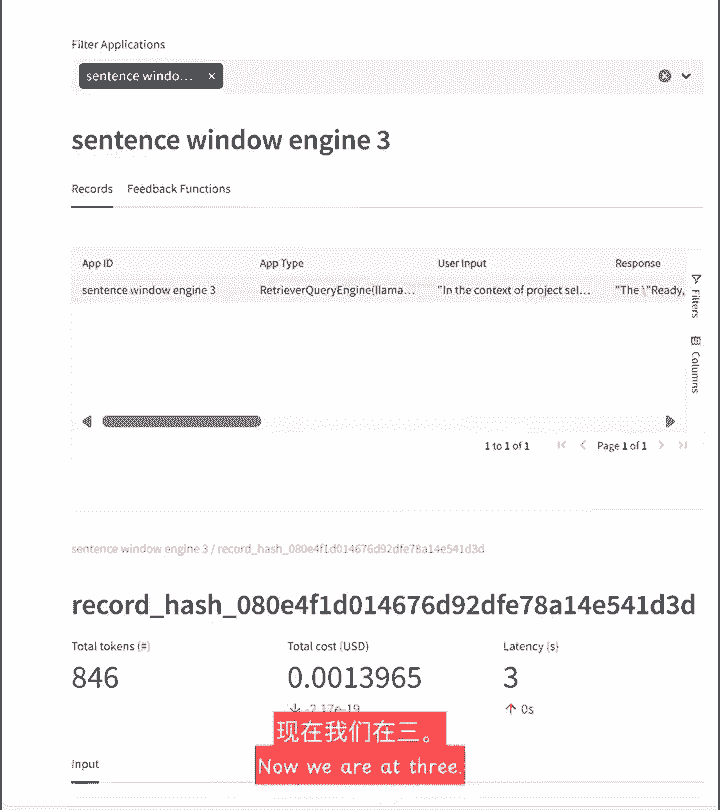 Filter Applications
sentence windo... ×
sentence window engine 3
Records Feedback Functions
App ID App Type User Input Response
sentence window engine 3 RetrieverQueryEngine(llama... "In the context of project sel... "The \"Ready,
Filters
Columns
1 to 1 of 1 Page 1 of 1
sentence window engine 3 / record_hash_080e4f1d014676d92dfe78a14e541d3d
record_hash_080e4f1d014676d92dfe78a14e541d3d
Total tokens (#) Total cost (USD) Latency (s)
846 0.0013965 3
↓ -2.17e-19 ↑ 0s
现在我们在三。
Now we are at three.
Input